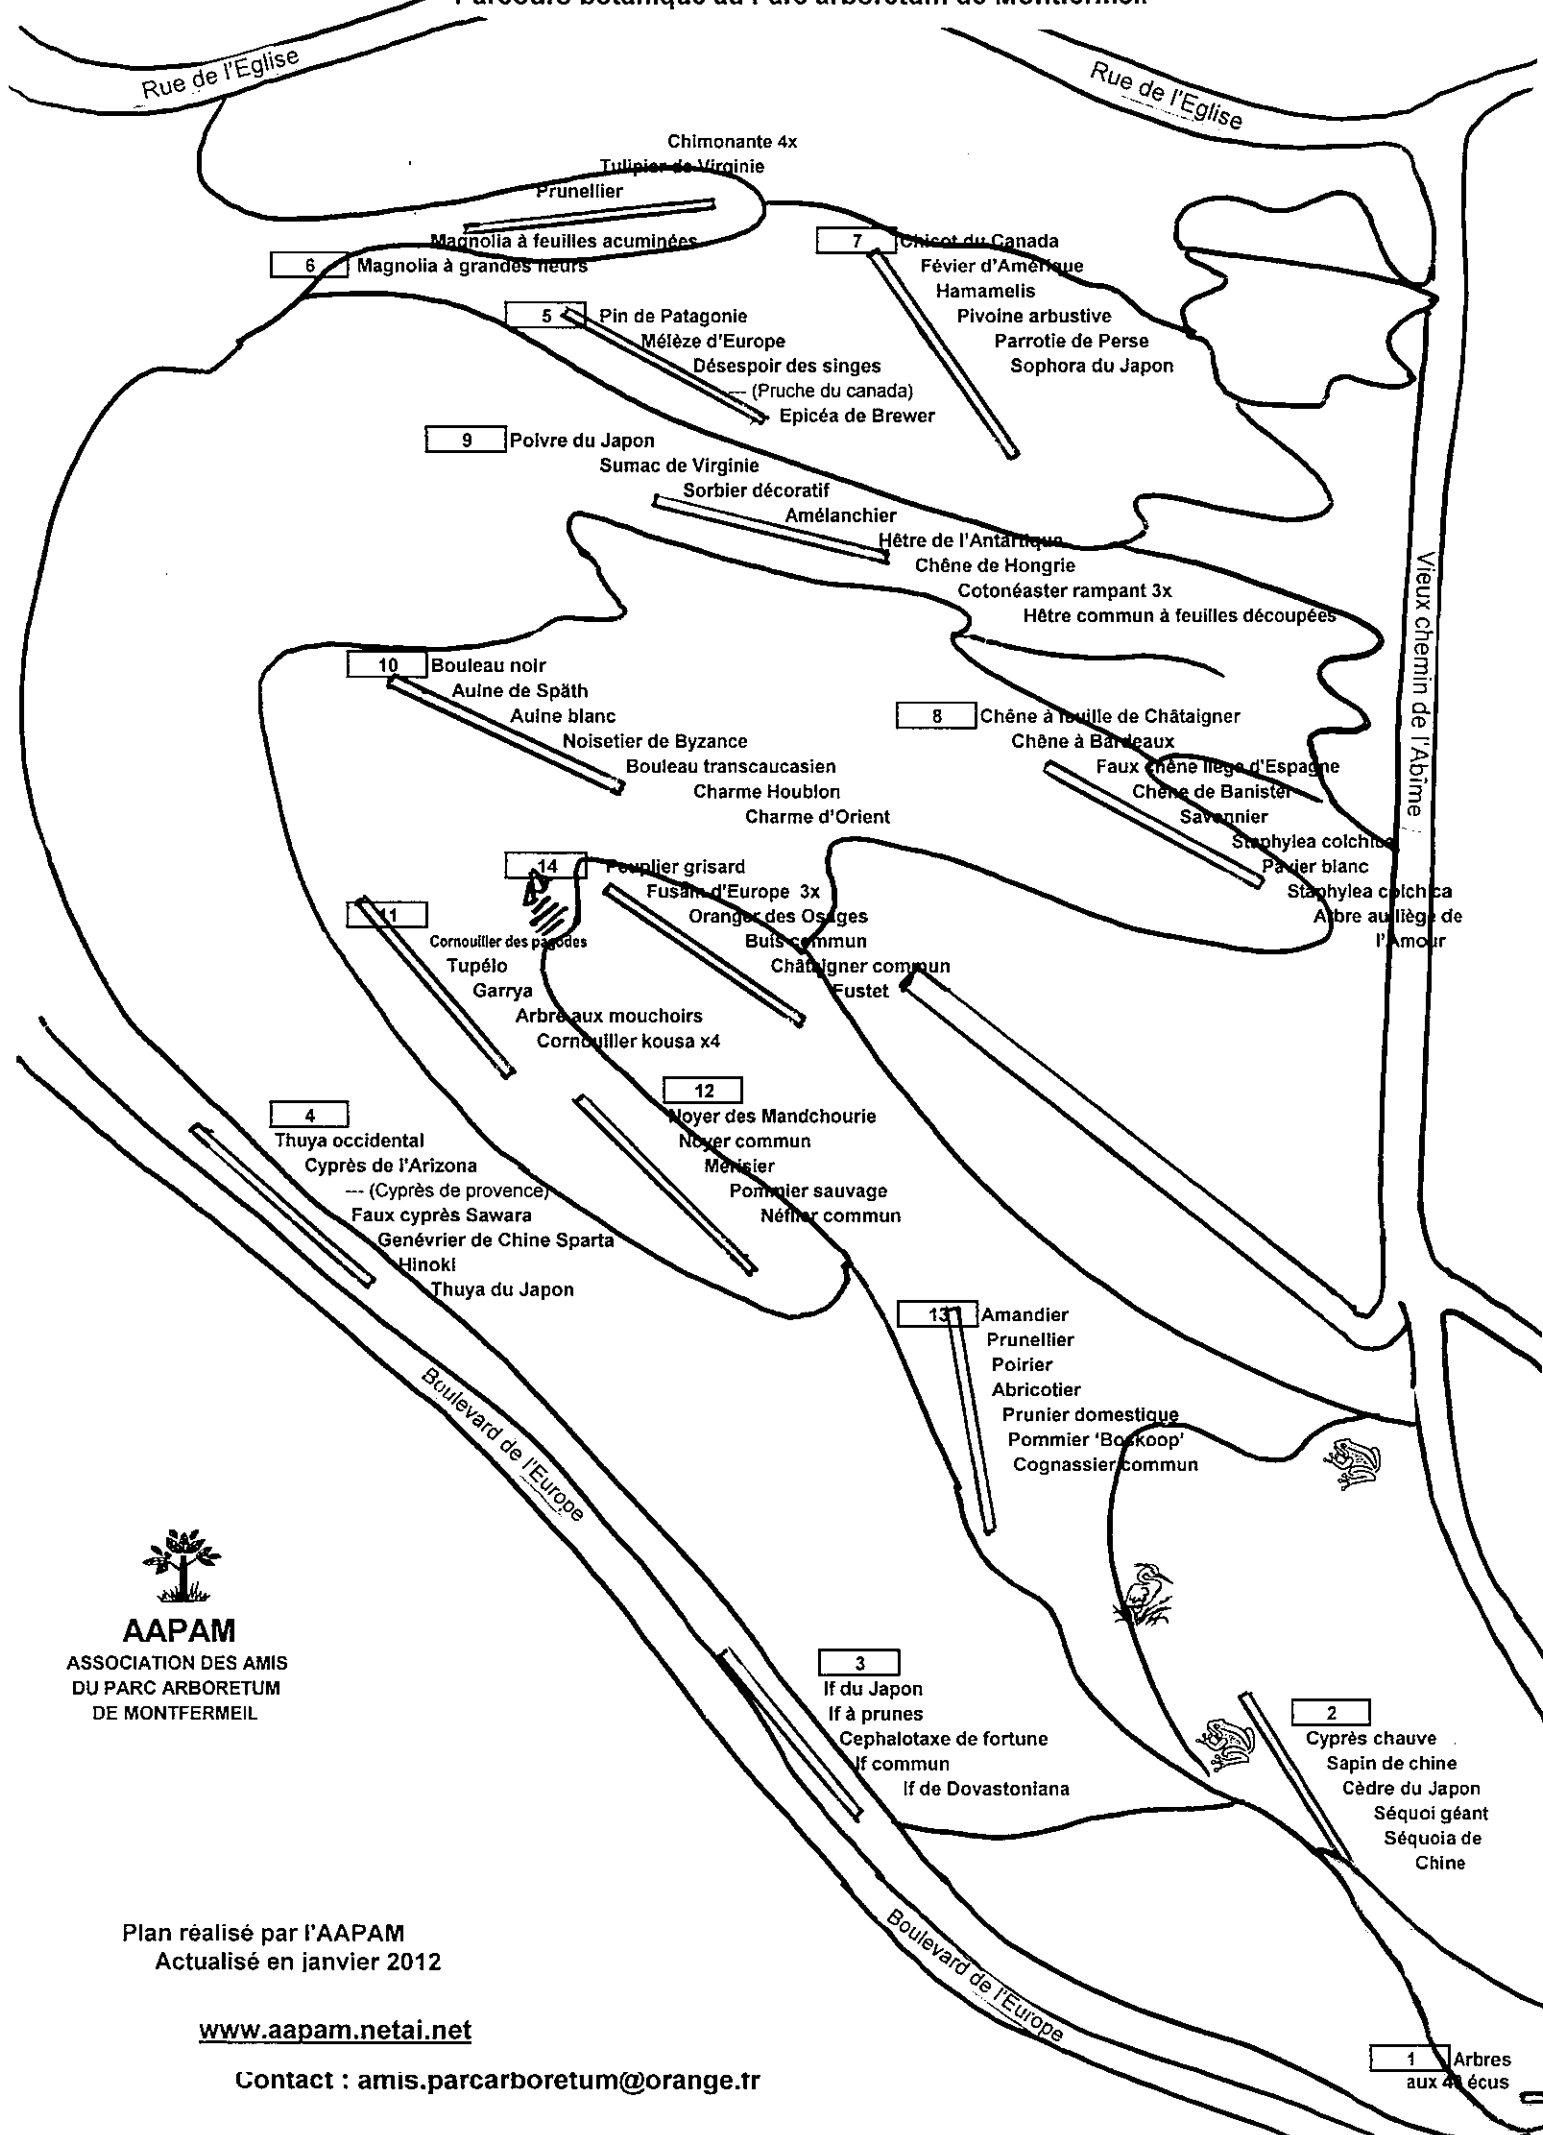 Parcours botanique du Parc arboretum de Montfermeil
Rue de l'Eglise
Rue de l'Eglise
Chimonante 4x
Tulipier de Virginie
Prunellier
Magnolia à feuilles acuminées
6 Magnolia à grandes fleurs
7 Chicot du Canada
Févier d'Amérique
Hamamelis
Pivoine arbustive
Parrotie de Perse
Sophora du Japon
5 Pin de Patagonie
Mélèze d'Europe
Désespoir des singes
--- (Pruche du canada)
Epicéa de Brewer
9 Poivre du Japon
Sumac de Virginie
Sorbier décoratif
Amélanchier
Hêtre de l'Antartique
Chêne de Hongrie
Cotonéaster rampant 3x
Hêtre commun à feuilles découpées
Vieux chemin de l'Abîme
10 Bouleau noir
Aulne de Späth
Aulne blanc
Noisetier de Byzance
Bouleau transcaucasien
Charme Houblon
Charme d'Orient
8 Chêne à feuille de Châtaigner
Chêne à Bardeaux
Faux chêne liège d'Espagne
Chêne de Banister
Savonnier
Staphylea colchica
Pavier blanc
Staphylea colchica
Arbre au liège de
l'Amour
14 Peuplier grisard
Fusain d'Europe 3x
Oranger des Osages
Buis commun
Châtaigner commun
Fustet
11
Cornouiller des pagodes
Tupélo
Garrya
Arbre aux mouchoirs
Cornouiller kousa x4
12
Noyer des Mandchourie
Noyer commun
Merisier
Pommier sauvage
Néflier commun
4
Thuya occidental
Cyprès de l'Arizona
--- (Cyprès de provence)
Faux cyprès Sawara
Genévrier de Chine Sparta
Hinoki
Thuya du Japon
13 Amandier
Prunellier
Poirier
Abricotier
Prunier domestique
Pommier 'Boskoop'
Cognassier commun
Boulevard de l'Europe
AAPAM
ASSOCIATION DES AMIS
DU PARC ARBORETUM
DE MONTFERMEIL
3
If du Japon
If à prunes
Cephalotaxe de fortune
If commun
If de Dovastoniana
2
Cyprès chauve
Sapin de chine
Cèdre du Japon
Séquoi géant
Séquoia de
Chine
Boulevard de l'Europe
Plan réalisé par l'AAPAM
Actualisé en janvier 2012
www.aapam.netai.net
Contact : amis.parcarboretum@orange.fr
1 Arbres
aux 40 écus